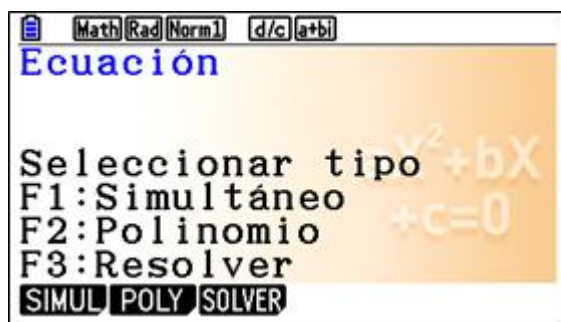 Math Rad Norm1 d/c a+bi
Ecuación
Seleccionar tipo
F1:Simultáneo
F2:Polinomio
F3:Resolver
SIMUL POLY SOLVER